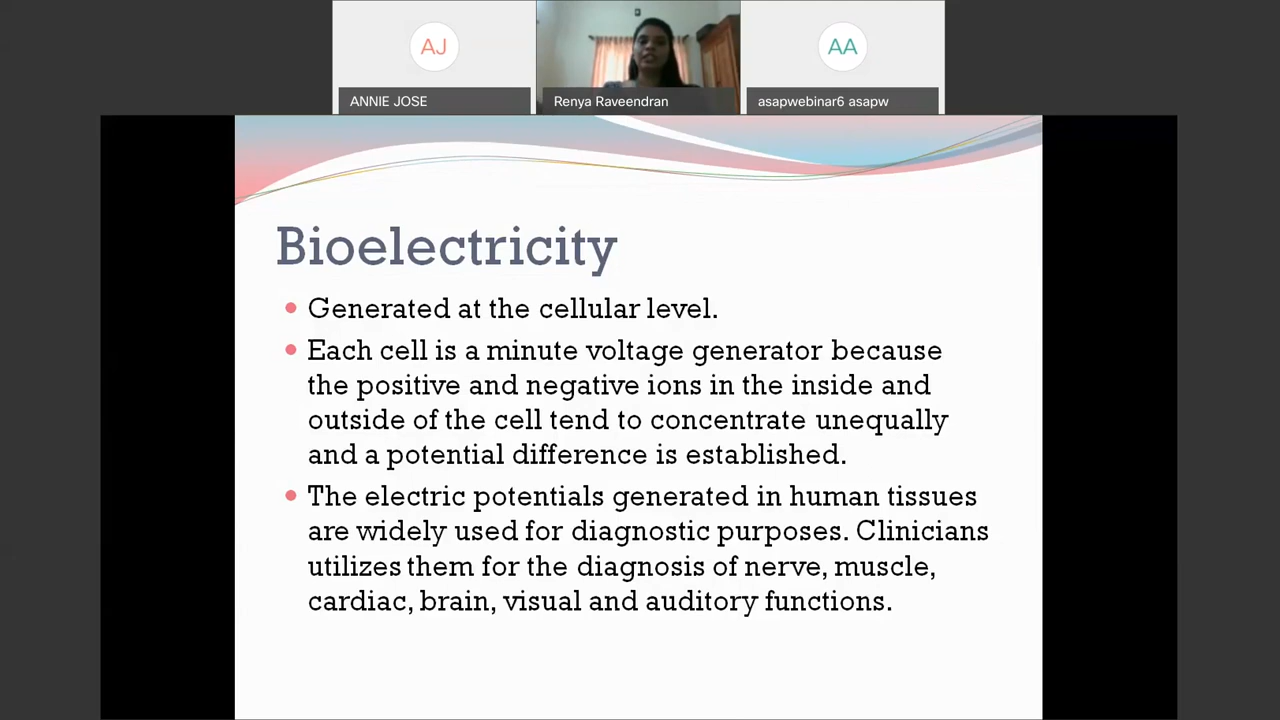 AJ
AA
ANNIE JOSE
Renya Raveendran
asapwebinar6 asapw
Bioelectricity
• Generated at the cellular level.
• Each cell is a minute voltage generator because
the positive and negative ions in the inside and
outside of the cell tend to concentrate unequally
and a potential difference is established.
• The electric potentials generated in human tissues
are widely used for diagnostic purposes. Clinicians
utilizes them for the diagnosis of nerve, muscle,
cardiac, brain, visual and auditory functions.